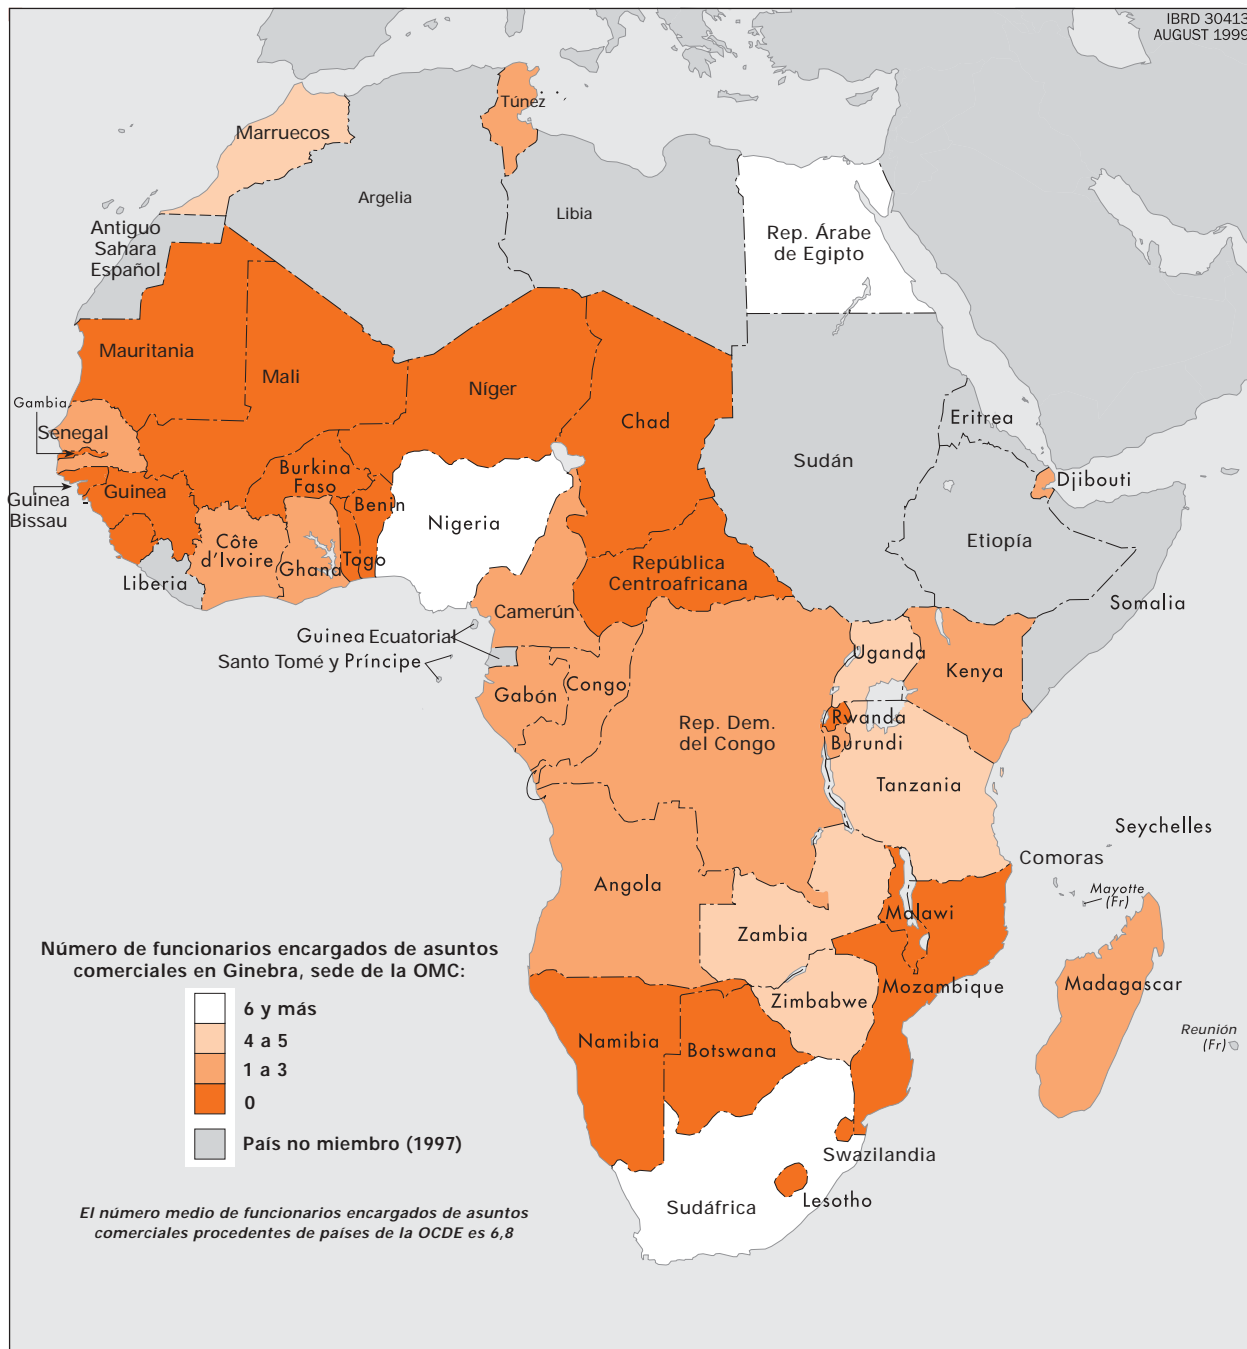 IBRD 30413
AUGUST 1999
Túnez
Marruecos
Argelia
Libia
Antiguo
Sahara
Español
Rep. Árabe
de Egipto
Mauritania
Mali
Níger
Chad
Sudán
Eritrea
Gambia
Senegal
Djibouti
Guinea
Bissau
Guinea
Burkina
Faso
Benin
Nigeria
Etiopía
Côte
d'Ivoire
Ghana
Togo
Liberia
República
Centroafricana
Somalia
Camerún
Guinea Ecuatorial
Santo Tomé y Príncipe
Gabón
Congo
Uganda
Kenya
Rep. Dem.
del Congo
Rwanda
Burundi
Tanzania
Seychelles
Comoras
Mayotte
(Fr)
Angola
Malawi
Zambia
Mozambique
Zimbabwe
Madagascar
Reunión
(Fr)
Namibia
Botswana
Swazilandia
Lesotho
Sudáfrica
Número de funcionarios encargados de asuntos
comerciales en Ginebra, sede de la OMC:
6 y más
4 a 5
1 a 3
0
País no miembro (1997)
El número medio de funcionarios encargados de asuntos
comerciales procedentes de países de la OCDE es 6,8